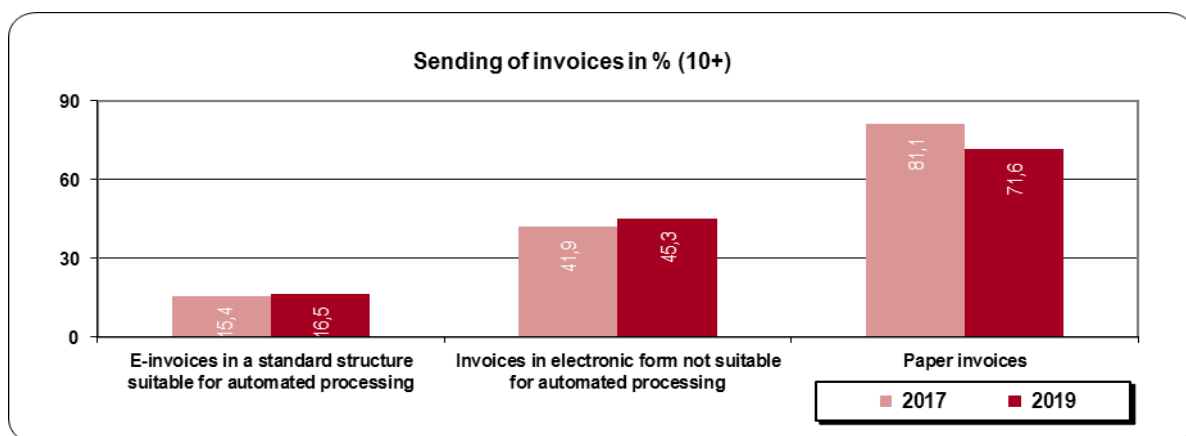 Sending of invoices in % (10+)
90
60
30
0
15,4
16,5
41,9
45,3
81,1
71,6
E-invoices in a standard structure
suitable for automated processing
Invoices in electronic form not suitable
for automated processing
Paper invoices
2017
2019